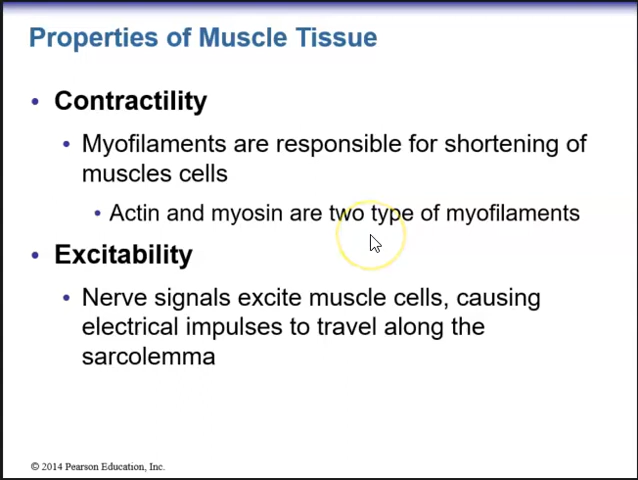 Properties of Muscle Tissue
• Contractility
• Myofilaments are responsible for shortening of
muscles cells
• Actin and myosin are two type of myofilaments
• Excitability
• Nerve signals excite muscle cells, causing
electrical impulses to travel along the
sarcolemma
© 2014 Pearson Education, Inc.